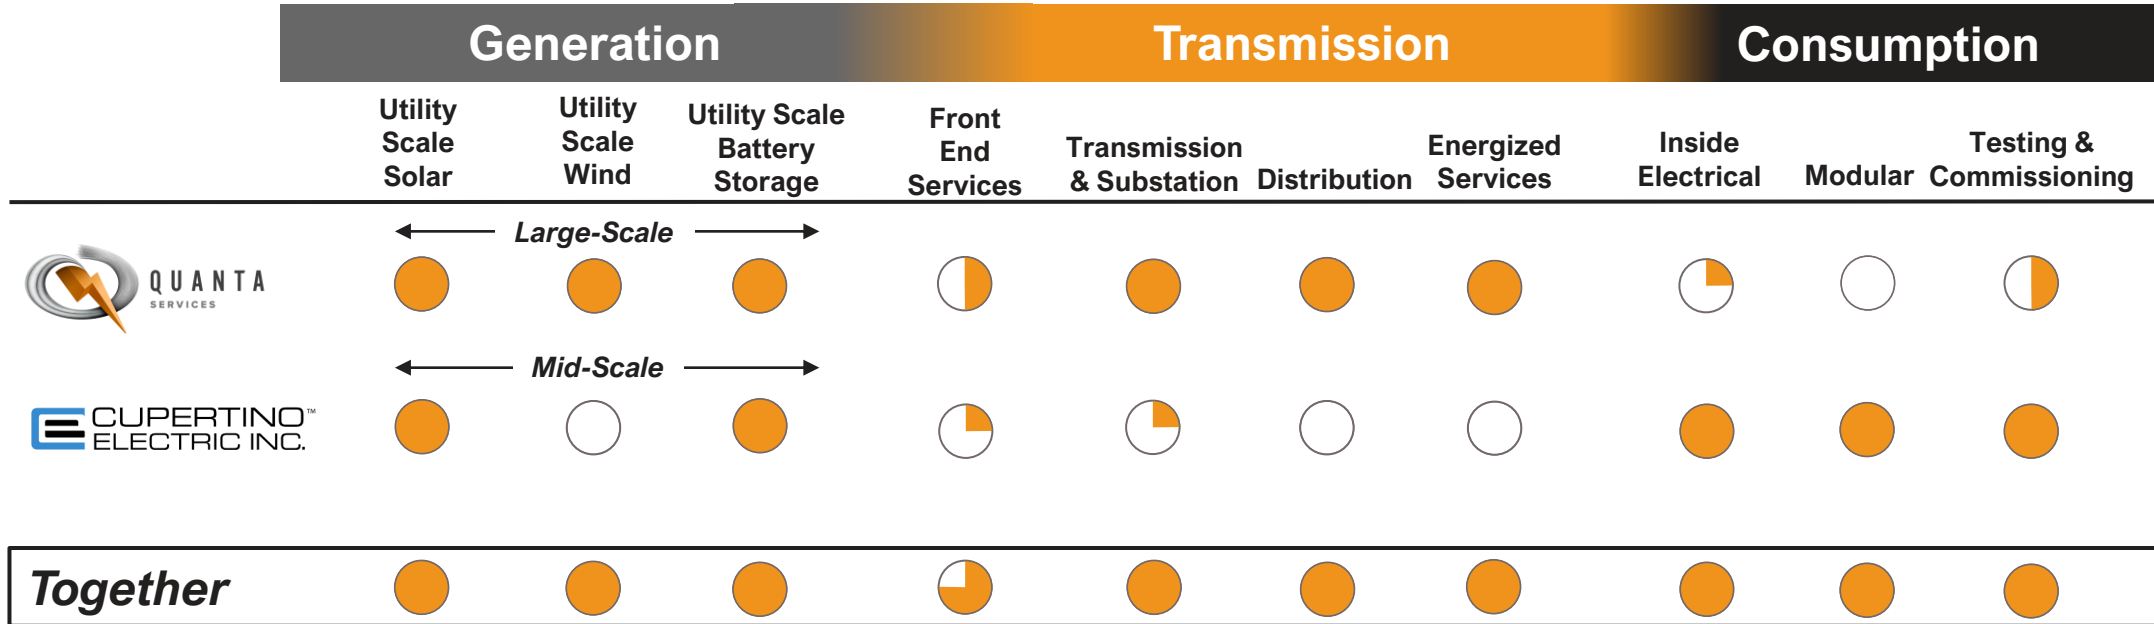 Generation Transmission Consumption
Utility
Scale
Solar
Utility
Scale
Wind
Utility Scale
Battery
Storage
Front
End
Services
Transmission
& Substation
Distribution
Energized
Services
Inside
Electrical
Modular
Testing &
Commissioning
Large-Scale
QUANTA
SERVICES
Mid-Scale
CUPERTINO™
ELECTRIC INC.
Together